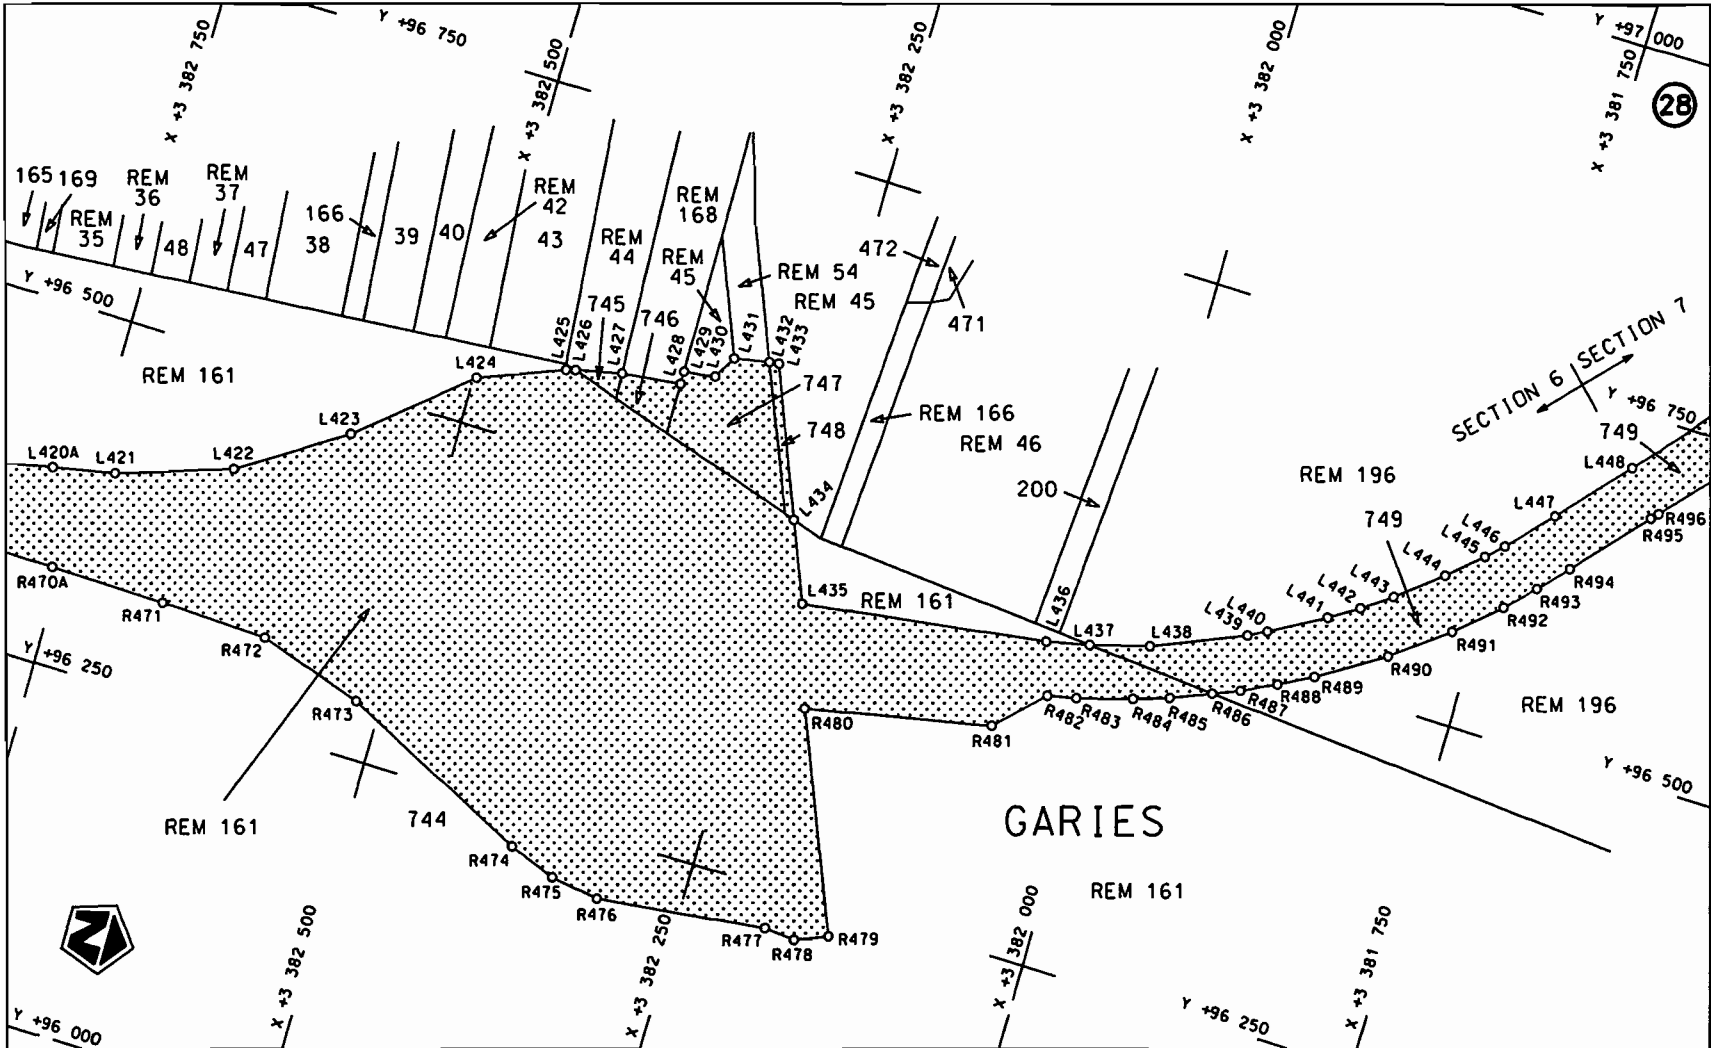 X +3 382 750
Y +96 750
X +3 382 500
X +3 382 250
X +3 382 000
Y +97 000
X +3 381 750
28
165
169
REM
35
REM
36
48
REM
37
47
166
38
39
40
REM
42
43
REM
44
REM
168
REM
45
745
746
REM 54
REM 45
472
471
Y +96 500
REM 161
L424
L425
L426
L427
L428
L429
L430
L431
L432
L433
747
748
REM 166
REM 46
200
SECTION 6
SECTION 7
Y +96 750
749
L448
REM 196
749
L447
L446
L445
L444
L443
L442
L441
L440
L439
L438
L437
L436
L435
L434
REM 161
L423
L422
L421
L420A
R470A
R471
R472
R473
R474
R475
R476
R477
R478
R479
R480
R481
R482
R483
R484
R485
R486
R487
R488
R489
R490
R491
R492
R493
R494
R495
R496
Y +96 250
REM 161
744
GARIES
REM 161
REM 196
Y +96 500
X +3 382 500
X +3 382 250
X +3 382 000
X +3 381 750
Y +96 000
Y +96 250